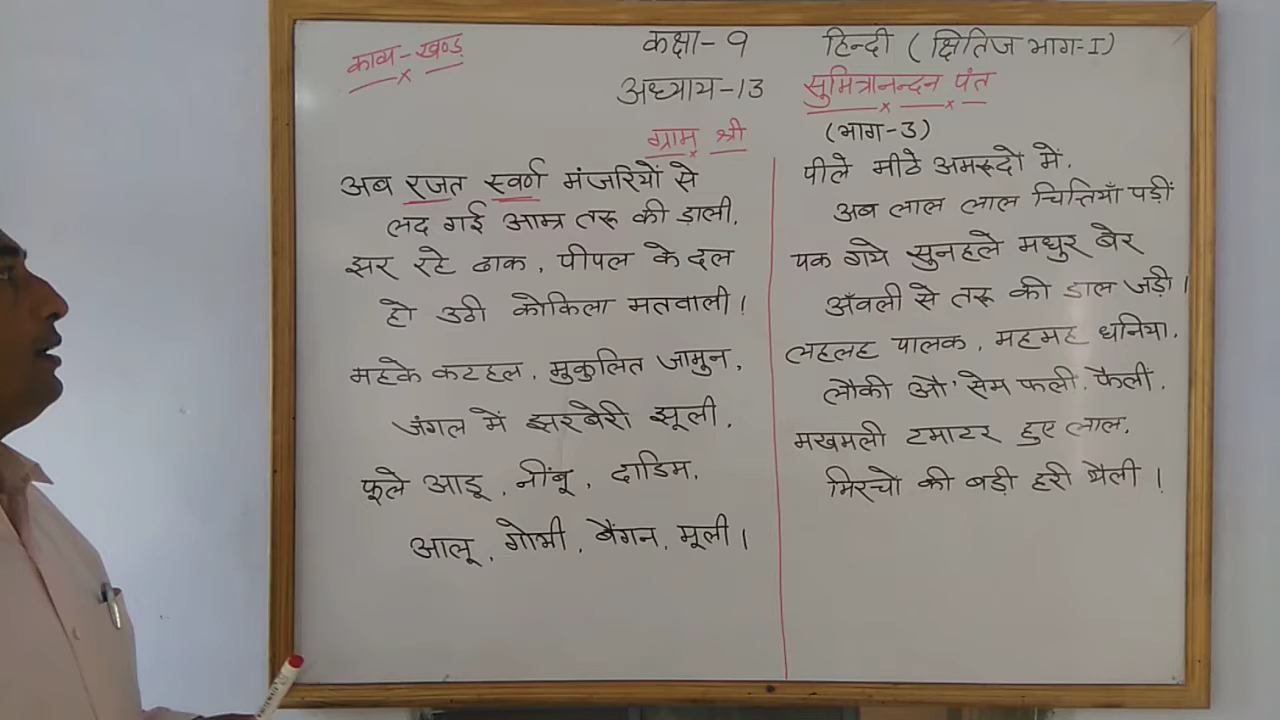 काव्य-खण्ड़
कक्षा-९ हिन्दी (क्षितिज भाग-I)
अध्याय-13 सुमित्रानन्दन पंत
ग्राम श्री (भाग-3)
अब रजत स्वर्ण मंजरियों से
लद गई आम्र तरू की ड़ाली,
झर रहे ढाक, पीपल के दल
हो उठी कोकिला मतवाली!
महके कटहल, मुकुलित जामुन,
जंगल में झरबेरी झूली,
फूले आडू, नींबू, दाडिम,
आलू, गोभी, बैंगन, मूली।
पीले मीठे अमरूदों में,
अब लाल लाल चित्तियाँ पड़ीं
पक गये सुनहले मधुर बेर
अँवली से तरू की डाल जड़ी।
लहलह पालक, महमह धनिया,
लौकी औ' सेम फली, फैलीं,
मखमली टमाटर हुए लाल,
मिरचो की बड़ी हरी थैली।